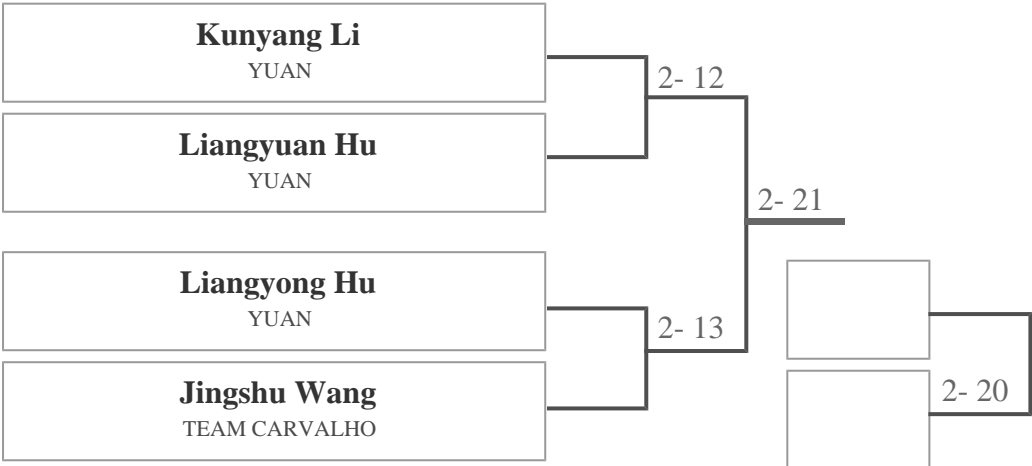 Kunyang Li
YUAN
2- 12
Liangyuan Hu
YUAN
2- 21
Liangyong Hu
YUAN
2- 13
Jingshu Wang
TEAM CARVALHO
2- 20